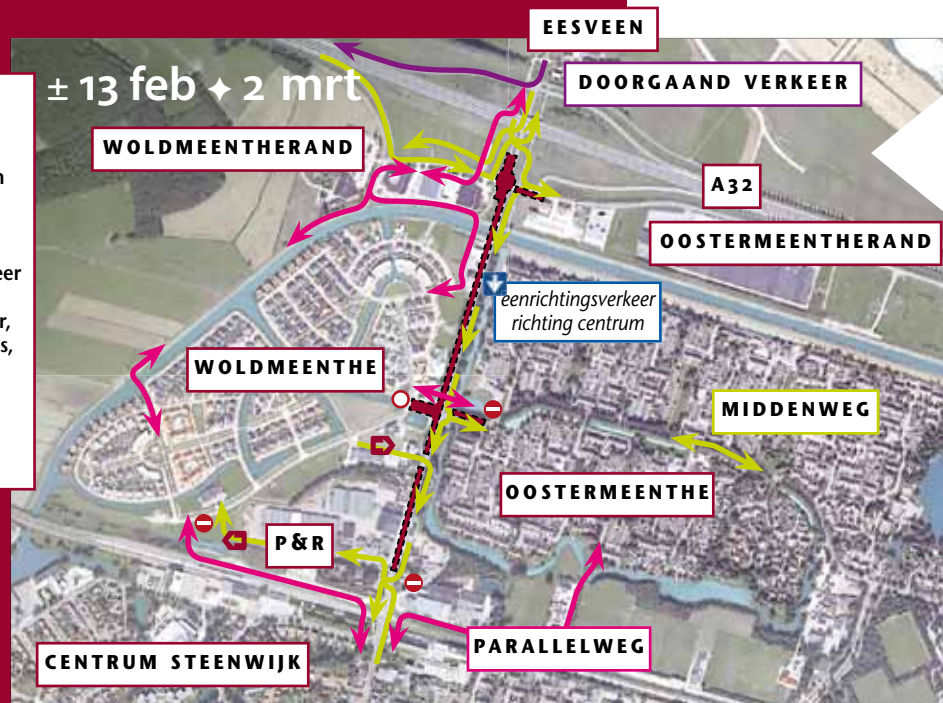 EESVEEN
± 13 feb ✦ 2 mrt
DOORGAAND VERKEER
WOLDMEENTHERAND
A32
OOSTERMEENTHERAND
eenrichtingsverkeer
richting centrum
WOLDMEENTHE
MIDDENWEG
OOSTERMEENTHE
P&R
PARALLELWEG
CENTRUM STEENWIJK